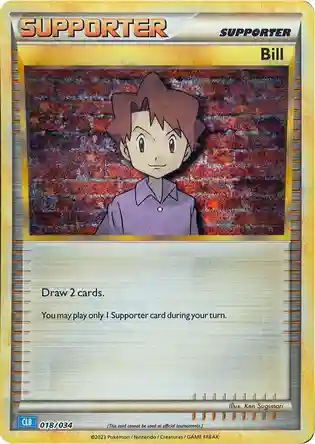 SUPPORTER SUPPORTER
Bill
Draw 2 cards.
You may play only 1 Supporter card during your turn.
Illus. Ken Sugimori
CLB 018/034
(This card cannot be used at official tournaments.)
©2023 Pokémon / Nintendo / Creatures / GAME FREAK